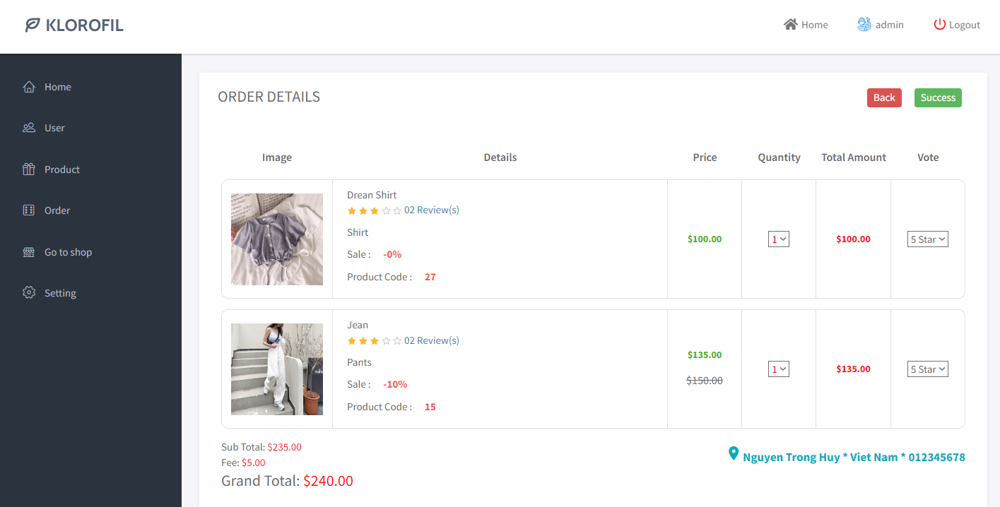 KLOROFIL
Home
admin
Logout
Home
User
Product
Order
Go to shop
Setting
ORDER DETAILS
Back
Success
Image
Details
Price
Quantity
Total Amount
Vote
Drean Shirt
02 Review(s)
Shirt
Sale : -0%
Product Code : 27
$100.00
1
$100.00
5 Star
Jean
02 Review(s)
Pants
Sale : -10%
Product Code : 15
$135.00
$150.00
1
$135.00
5 Star
Sub Total: $235.00
Fee: $5.00
Grand Total: $240.00
Nguyen Trong Huy * Viet Nam * 012345678